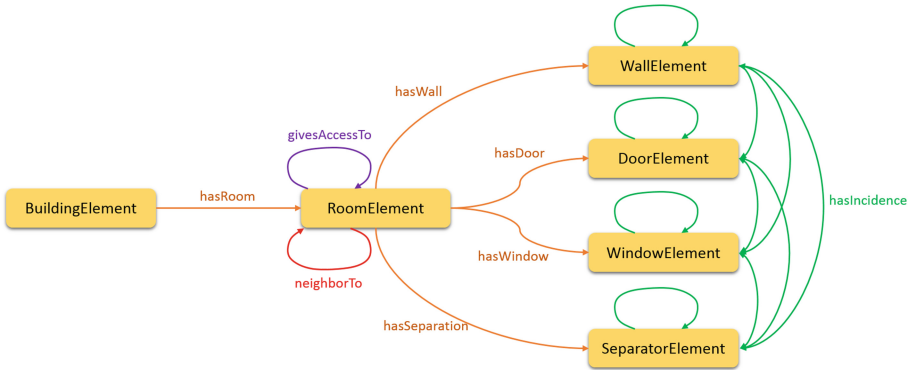 WallElement
hasWall
givesAccessTo
hasDoor
DoorElement
BuildingElement
hasRoom
RoomElement
hasIncidence
hasWindow
WindowElement
neighborTo
hasSeparation
SeparatorElement